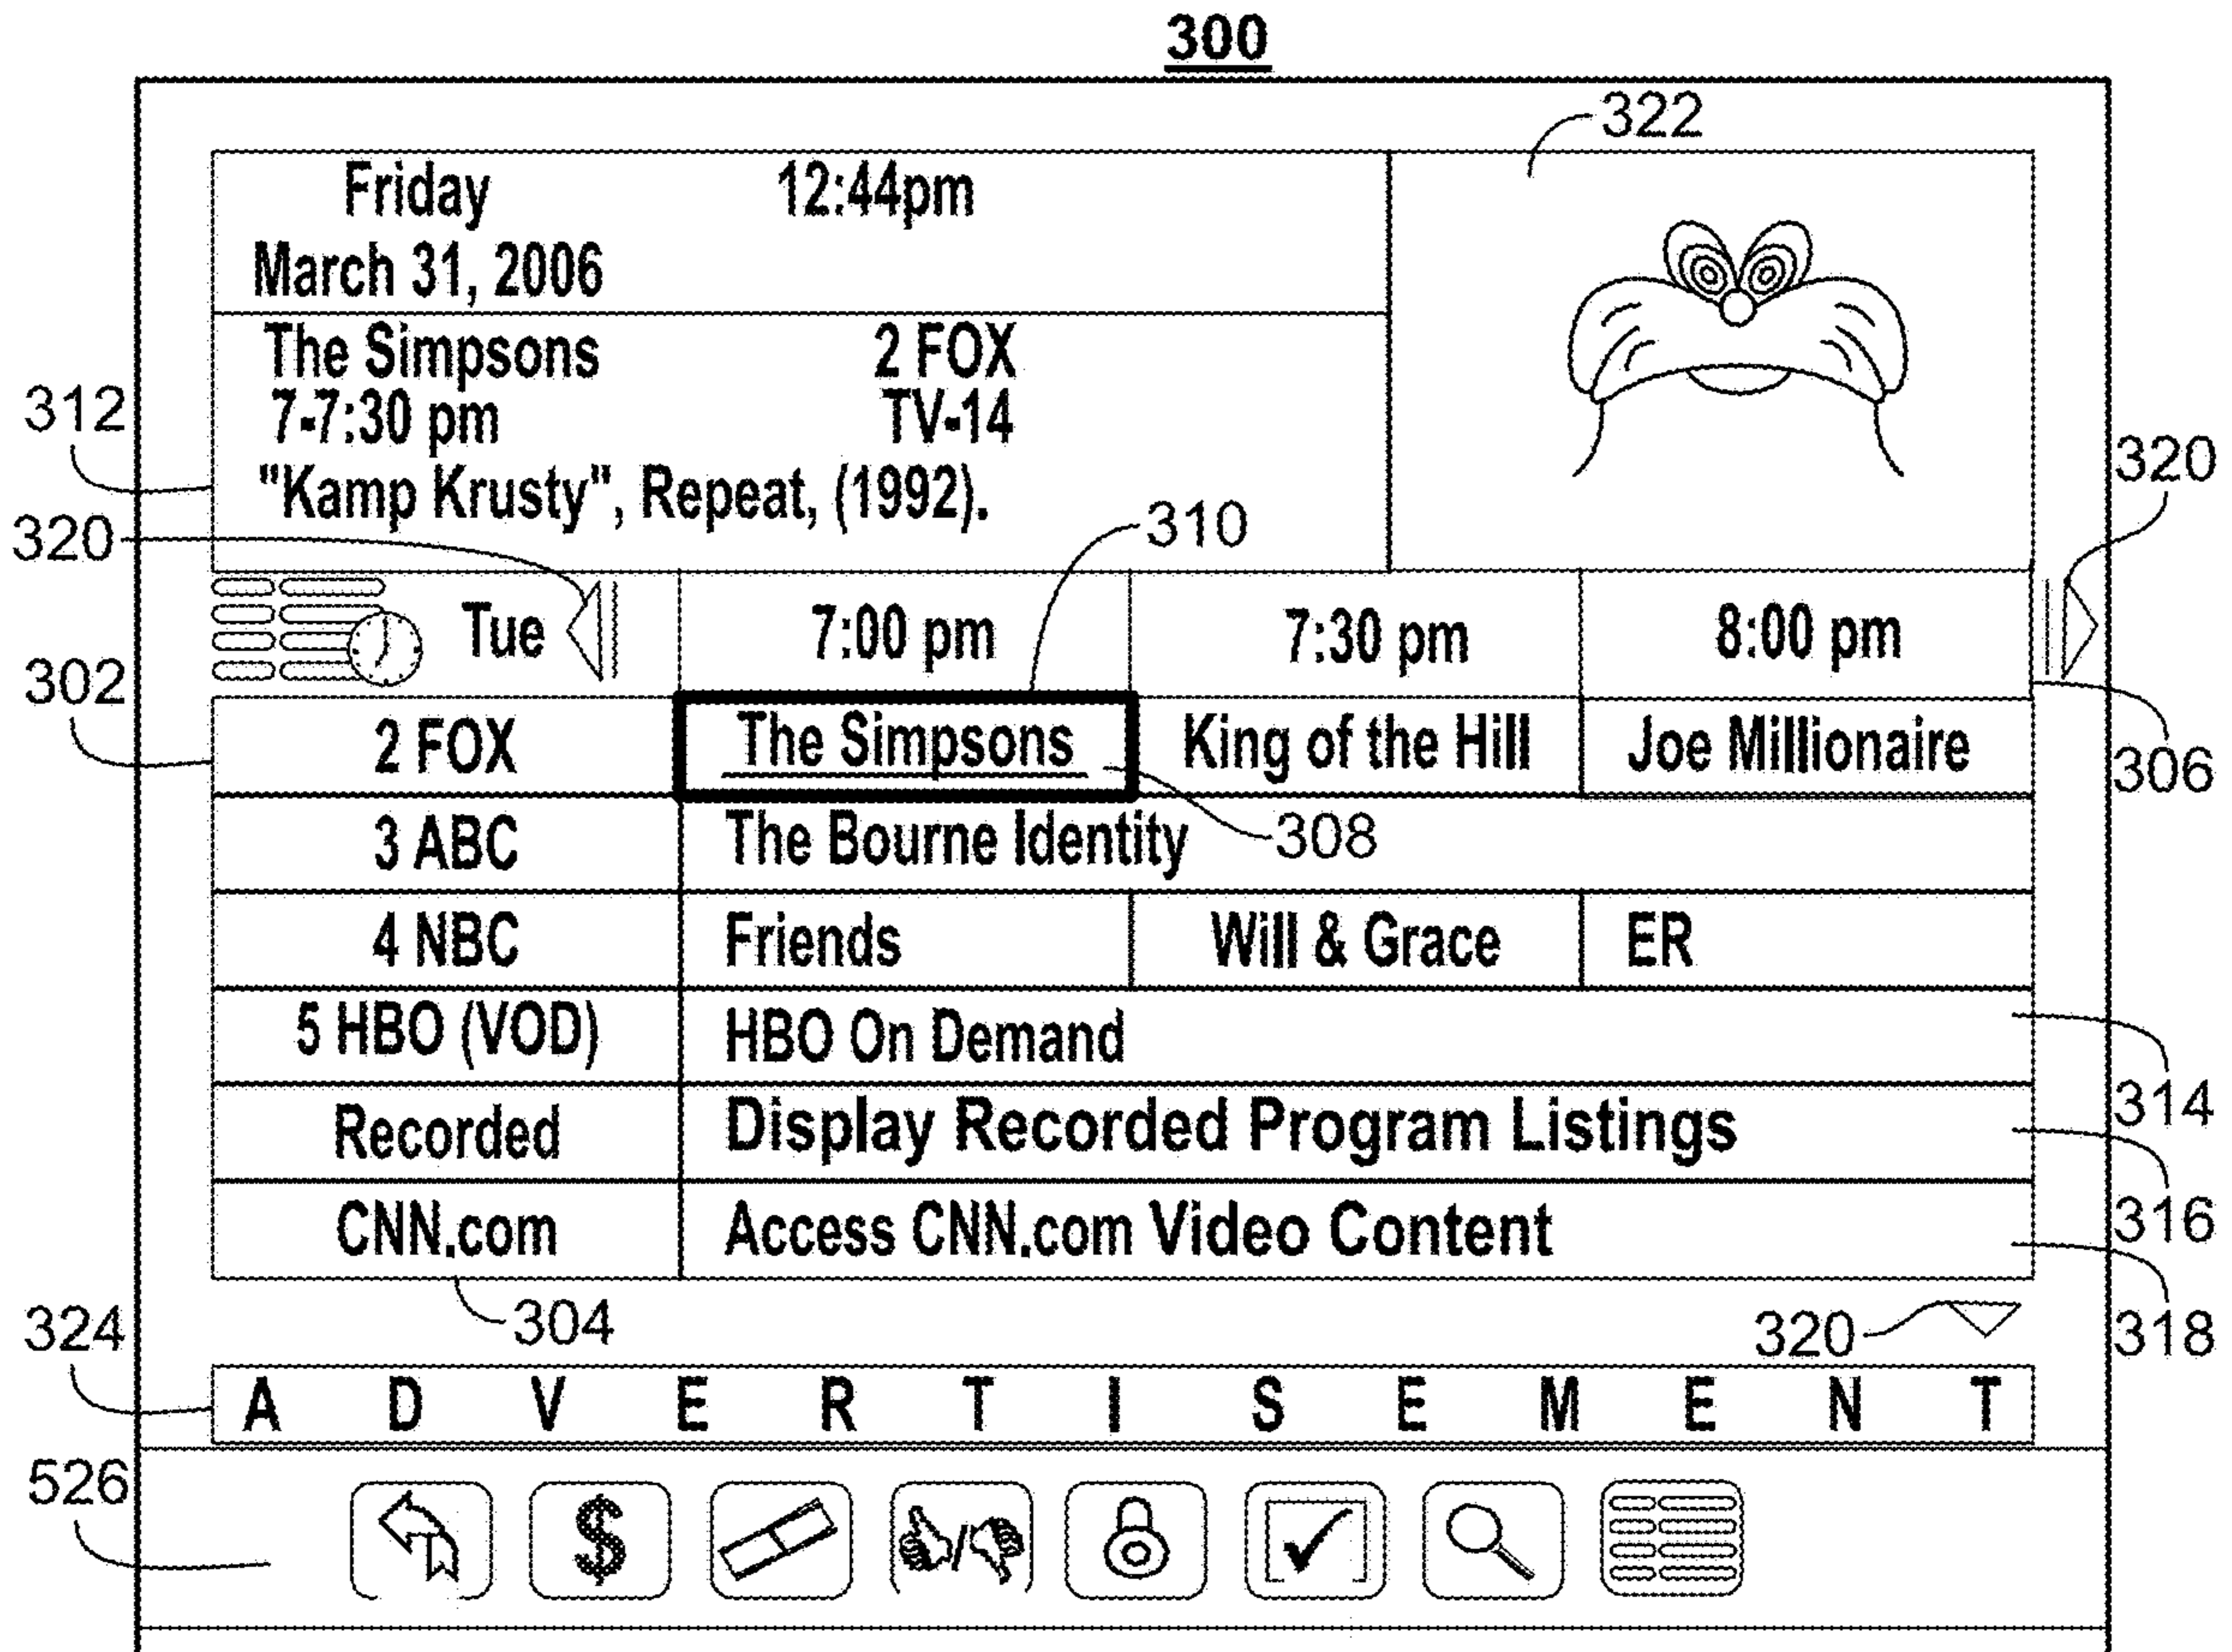 300
322
Friday 12:44pm
March 31, 2006
The Simpsons 2 FOX
312
7-7:30 pm TV-14
320
"Kamp Krusty", Repeat, (1992).
320 310
Tue 7:00 pm 7:30 pm 8:00 pm
302
2 FOX The Simpsons King of the Hill Joe Millionaire
306
3 ABC The Bourne Identity 308
4 NBC Friends Will & Grace ER
5 HBO (VOD) HBO On Demand
314
Recorded Display Recorded Program Listings
316
CNN.com Access CNN.com Video Content
324 304 320 318
A D V E R T I S E M E N T
526
$ /